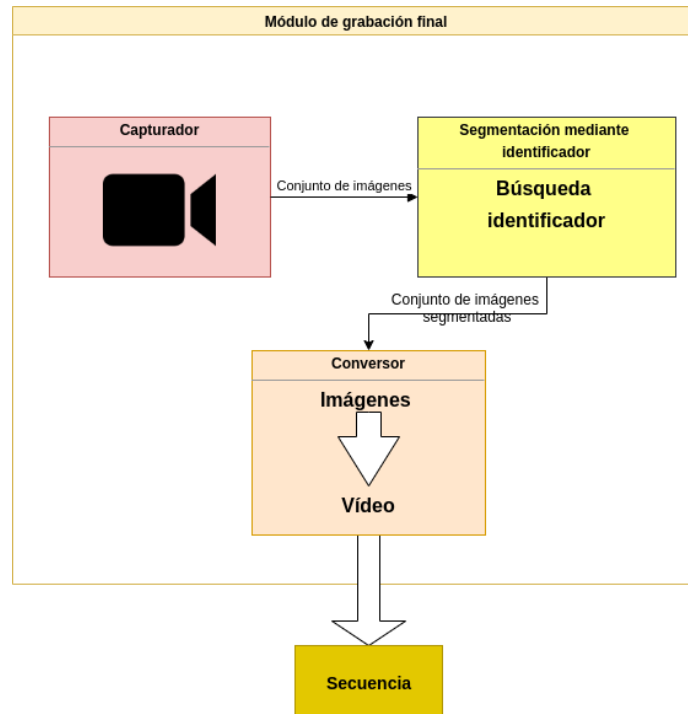 Módulo de grabación final
Capturador
Conjunto de imágenes
Segmentación mediante
identificador
Búsqueda
identificador
Conjunto de imágenes
segmentadas
Conversor
Imágenes
Vídeo
Secuencia